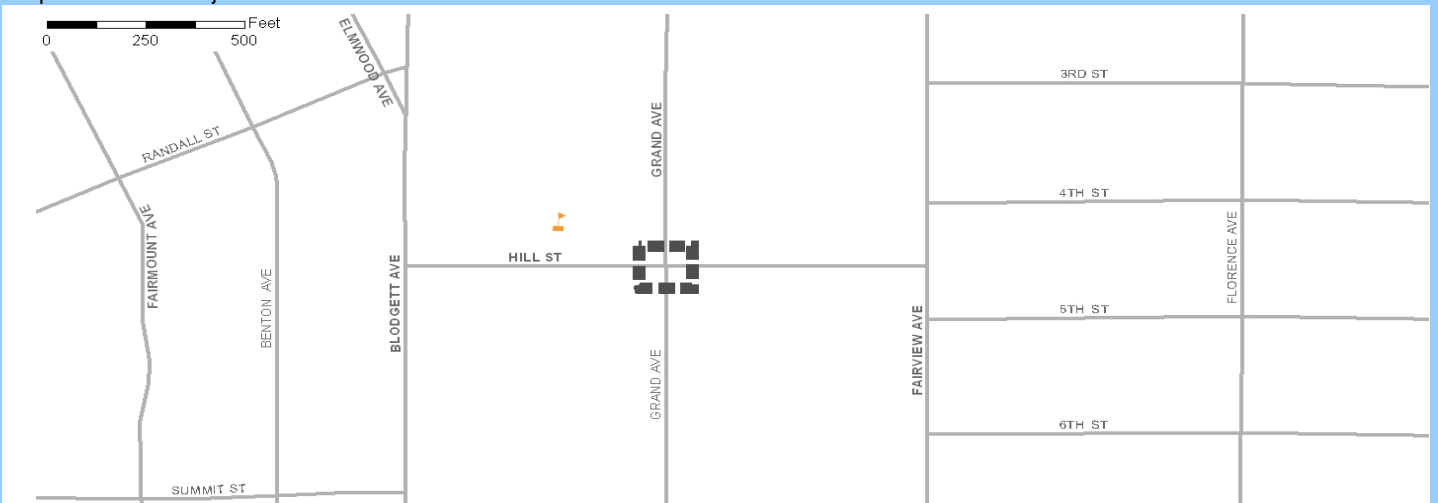 Feet
0 250 500
ELMWOOD AVE
3RD ST
RANDALL ST
GRAND AVE
4TH ST
FAIRMOUNT AVE
FLORENCE AVE
HILL ST
BENTON AVE
BLODGETT AVE
5TH ST
FAIRVIEW AVE
GRAND AVE
6TH ST
SUMMIT ST